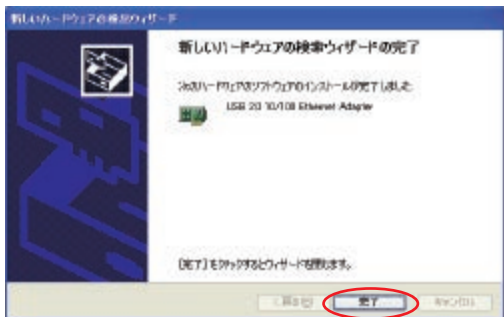 新しいハードウェアの検索ウィザード
新しいハードウェアの検索ウィザードの完了
次のハードウェアのソフトウェアのインストールが完了しました:
USB 2.0 10/100 Ethernet Adapter
[完了] をクリックするとウィザードを閉じます。
< 戻る(B)
完了
キャンセル